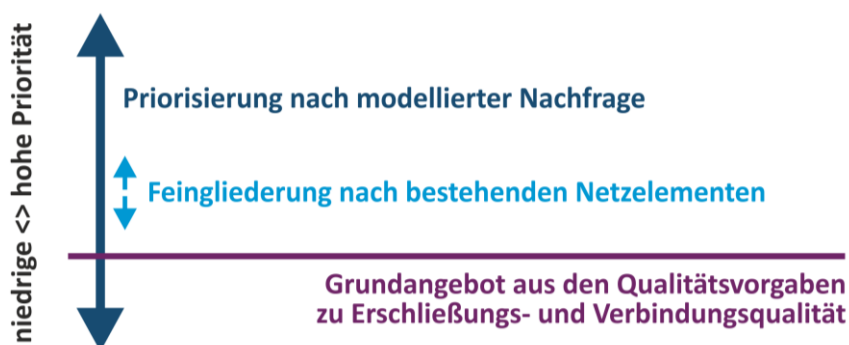 niedrige <> hohe Priorität
Priorisierung nach modellierter Nachfrage
Feingliederung nach bestehenden Netzelementen
Grundangebot aus den Qualitätsvorgaben
zu Erschließungs- und Verbindungsqualität